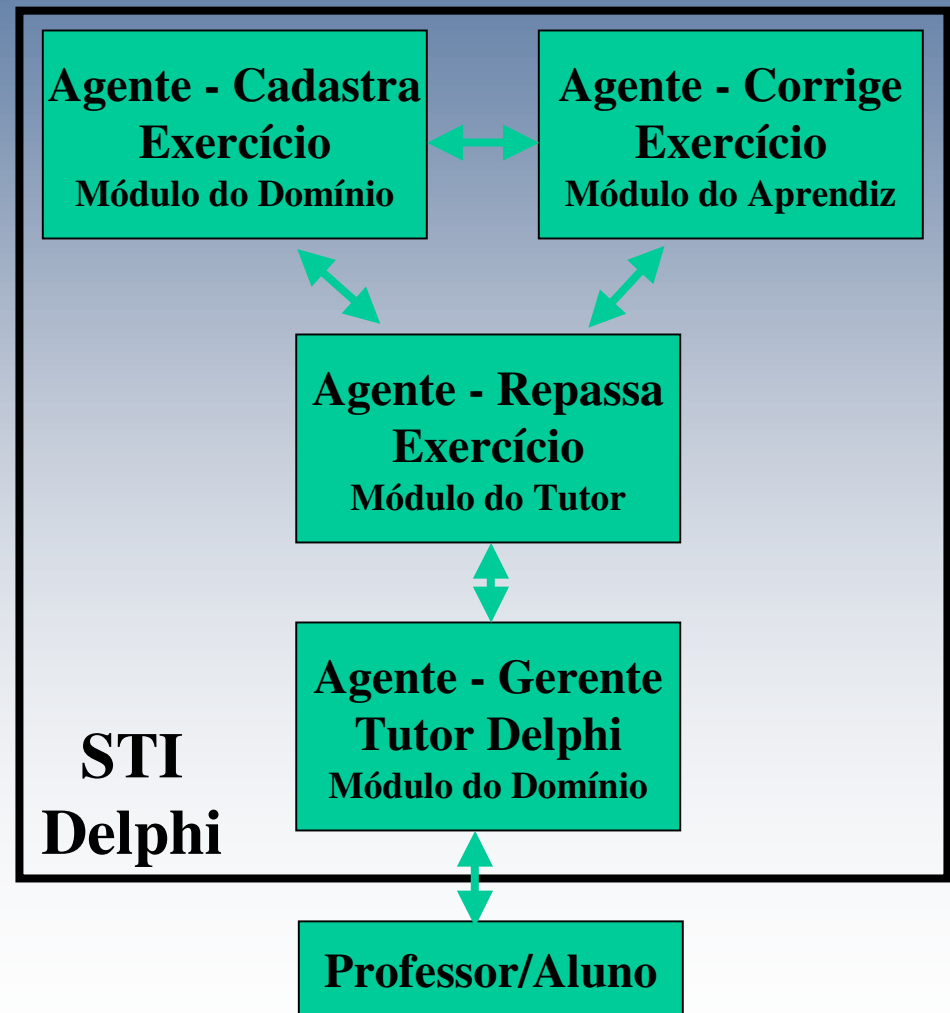 Agente - Cadastra
Exercício
Módulo do Domínio
Agente - Corrige
Exercício
Módulo do Aprendiz
Agente - Repassa
Exercício
Módulo do Tutor
Agente - Gerente
Tutor Delphi
Módulo do Domínio
STI
Delphi
Professor/Aluno